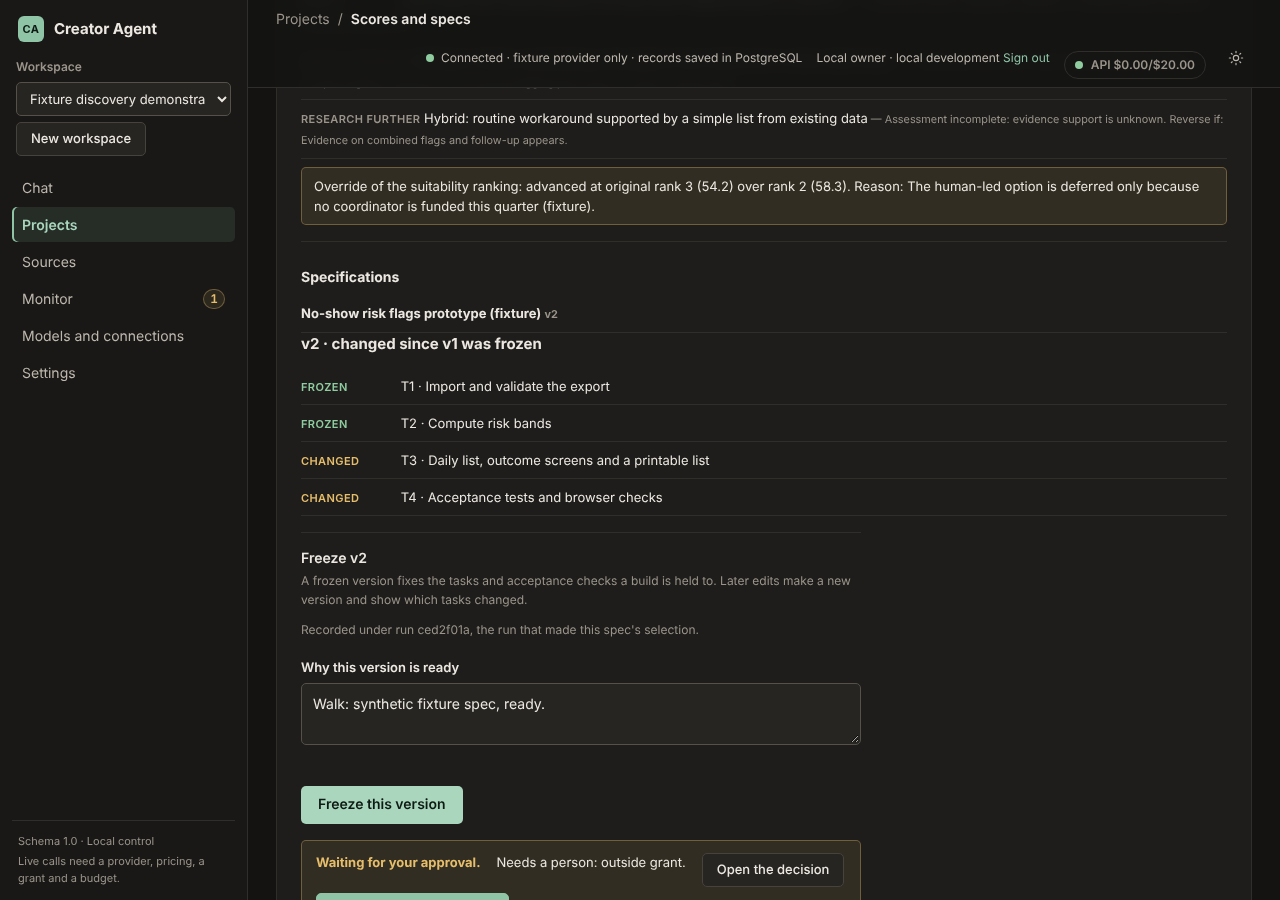 CA Creator Agent
Workspace
Fixture discovery demonstra
New workspace
Chat
Projects
Sources
Monitor 1
Models and connections
Settings
Schema 1.0 · Local control
Live calls need a provider, pricing, a
grant and a budget.
Projects / Scores and specs
Connected · fixture provider only · records saved in PostgreSQL Local owner · local development Sign out API $0.00/$20.00
RESEARCH FURTHER Hybrid: routine workaround supported by a simple list from existing data — Assessment incomplete: evidence support is unknown. Reverse if:
Evidence on combined flags and follow-up appears.
Override of the suitability ranking: advanced at original rank 3 (54.2) over rank 2 (58.3). Reason: The human-led option is deferred only because
no coordinator is funded this quarter (fixture).
Specifications
No-show risk flags prototype (fixture) v2
v2 · changed since v1 was frozen
FROZEN T1 · Import and validate the export
FROZEN T2 · Compute risk bands
CHANGED T3 · Daily list, outcome screens and a printable list
CHANGED T4 · Acceptance tests and browser checks
Freeze v2
A frozen version fixes the tasks and acceptance checks a build is held to. Later edits make a new
version and show which tasks changed.
Recorded under run ced2f01a, the run that made this spec's selection.
Why this version is ready
Walk: synthetic fixture spec, ready.
Freeze this version
Waiting for your approval. Needs a person: outside grant. Open the decision